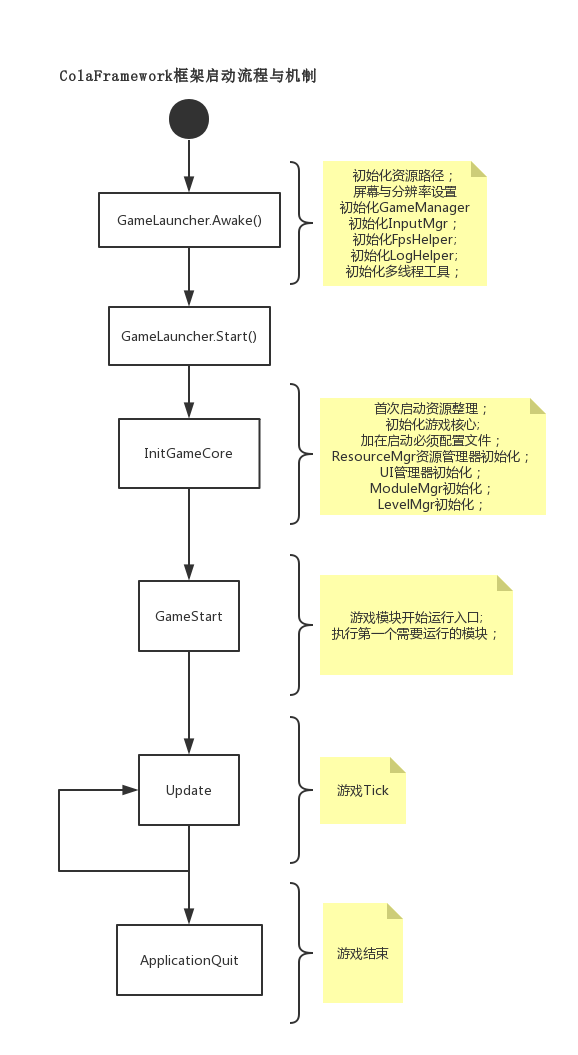 ColaFramework框架启动流程与机制
GameLauncher.Awake()
初始化资源路径；
屏幕与分辨率设置
初始化GameManager
初始化InputMgr；
初始化FpsHelper;
初始化LogHelper;
初始化多线程工具；
GameLauncher.Start()
InitGameCore
首次启动资源整理；
初始化游戏核心;
加在启动必须配置文件；
ResourceMgr资源管理器初始化；
UI管理器初始化；
ModuleMgr初始化；
LevelMgr初始化；
GameStart
游戏模块开始运行入口;
执行第一个需要运行的模块；
Update
游戏Tick
ApplicationQuit
游戏结束